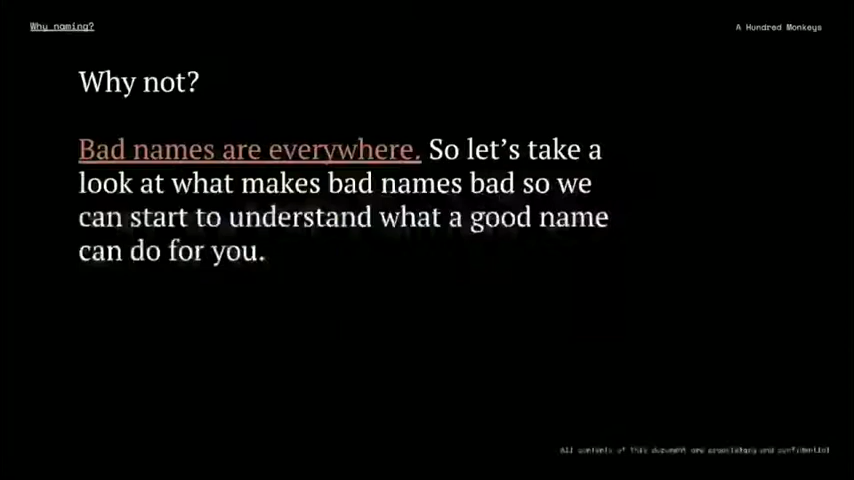 Why naming?
A Hundred Monkeys
Why not?
Bad names are everywhere. So let's take a
look at what makes bad names bad so we
can start to understand what a good name
can do for you.
All contents of this document are proprietary and confidential